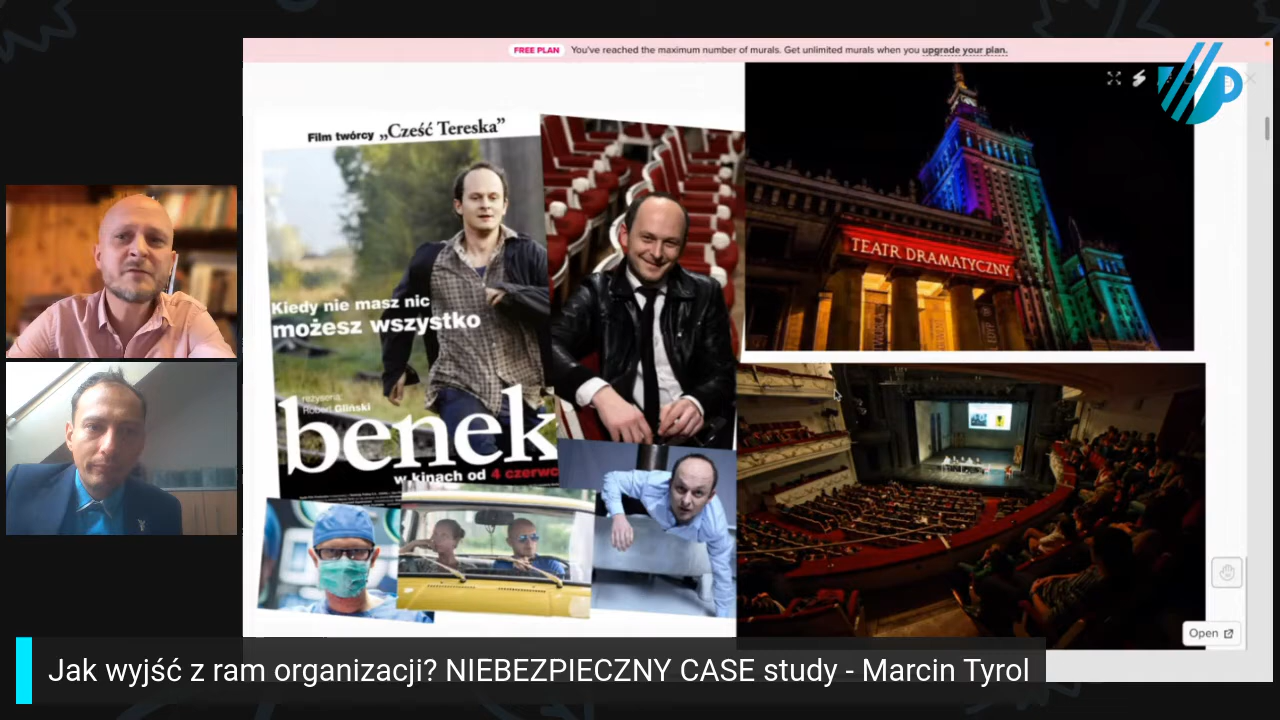 FREE PLAN You've reached the maximum number of murals. Get unlimited murals when you upgrade your plan.
Film twórcy „Cześć Tereska”
Kiedy nie masz nic
możesz wszystko
reżyseria:
Robert Gliński
benek
w kinach od 4 czerwc
TEATR DRAMATYCZNY
Open
Jak wyjść z ram organizacji? NIEBEZPIECZNY CASE study - Marcin Tyrol